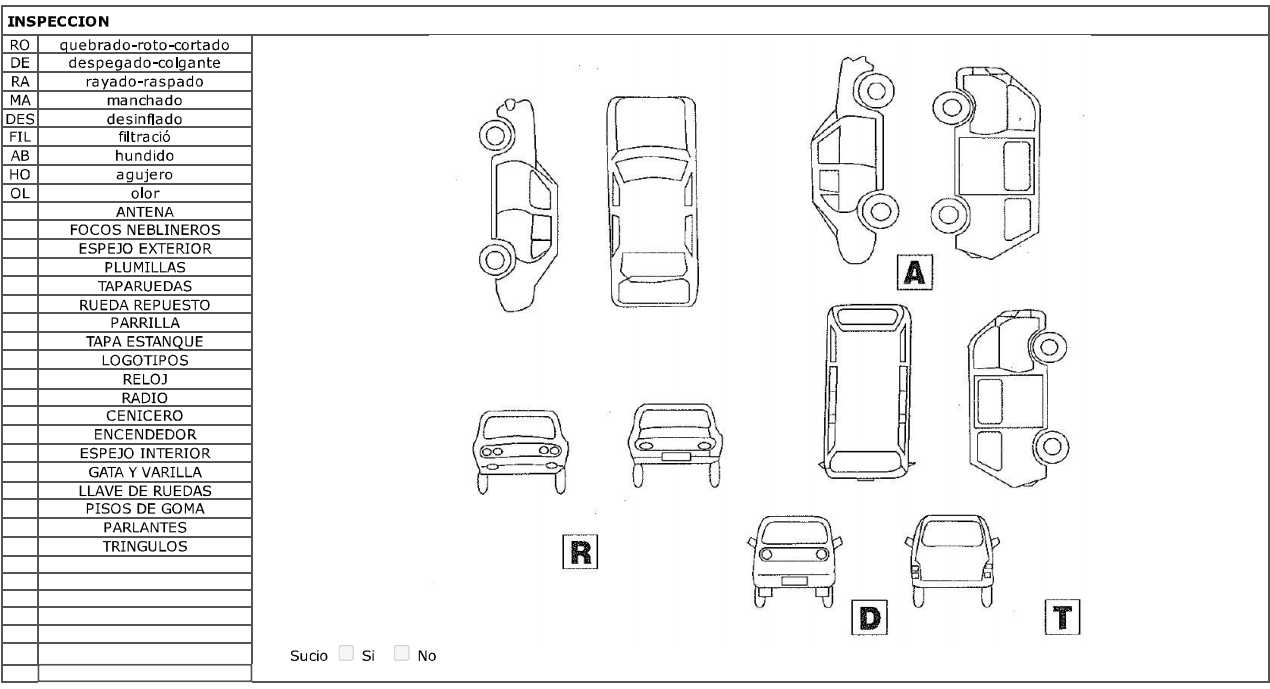 INSPECCION
RO quebrado-roto-cortado
DE despegado-colgante
RA rayado-raspado
MA manchado
DES desinflado
FIL filtració
AB hundido
HO agujero
OL olor
ANTENA
FOCOS NEBLINEROS
ESPEJO EXTERIOR
PLUMILLAS
TAPARUEDAS
RUEDA REPUESTO
PARRILLA
TAPA ESTANQUE
LOGOTIPOS
RELOJ
RADIO
CENICERO
ENCENDEDOR
ESPEJO INTERIOR
GATA Y VARILLA
LLAVE DE RUEDAS
PISOS DE GOMA
PARLANTES
TRINGULOS
A
R
D
T
Sucio Si No